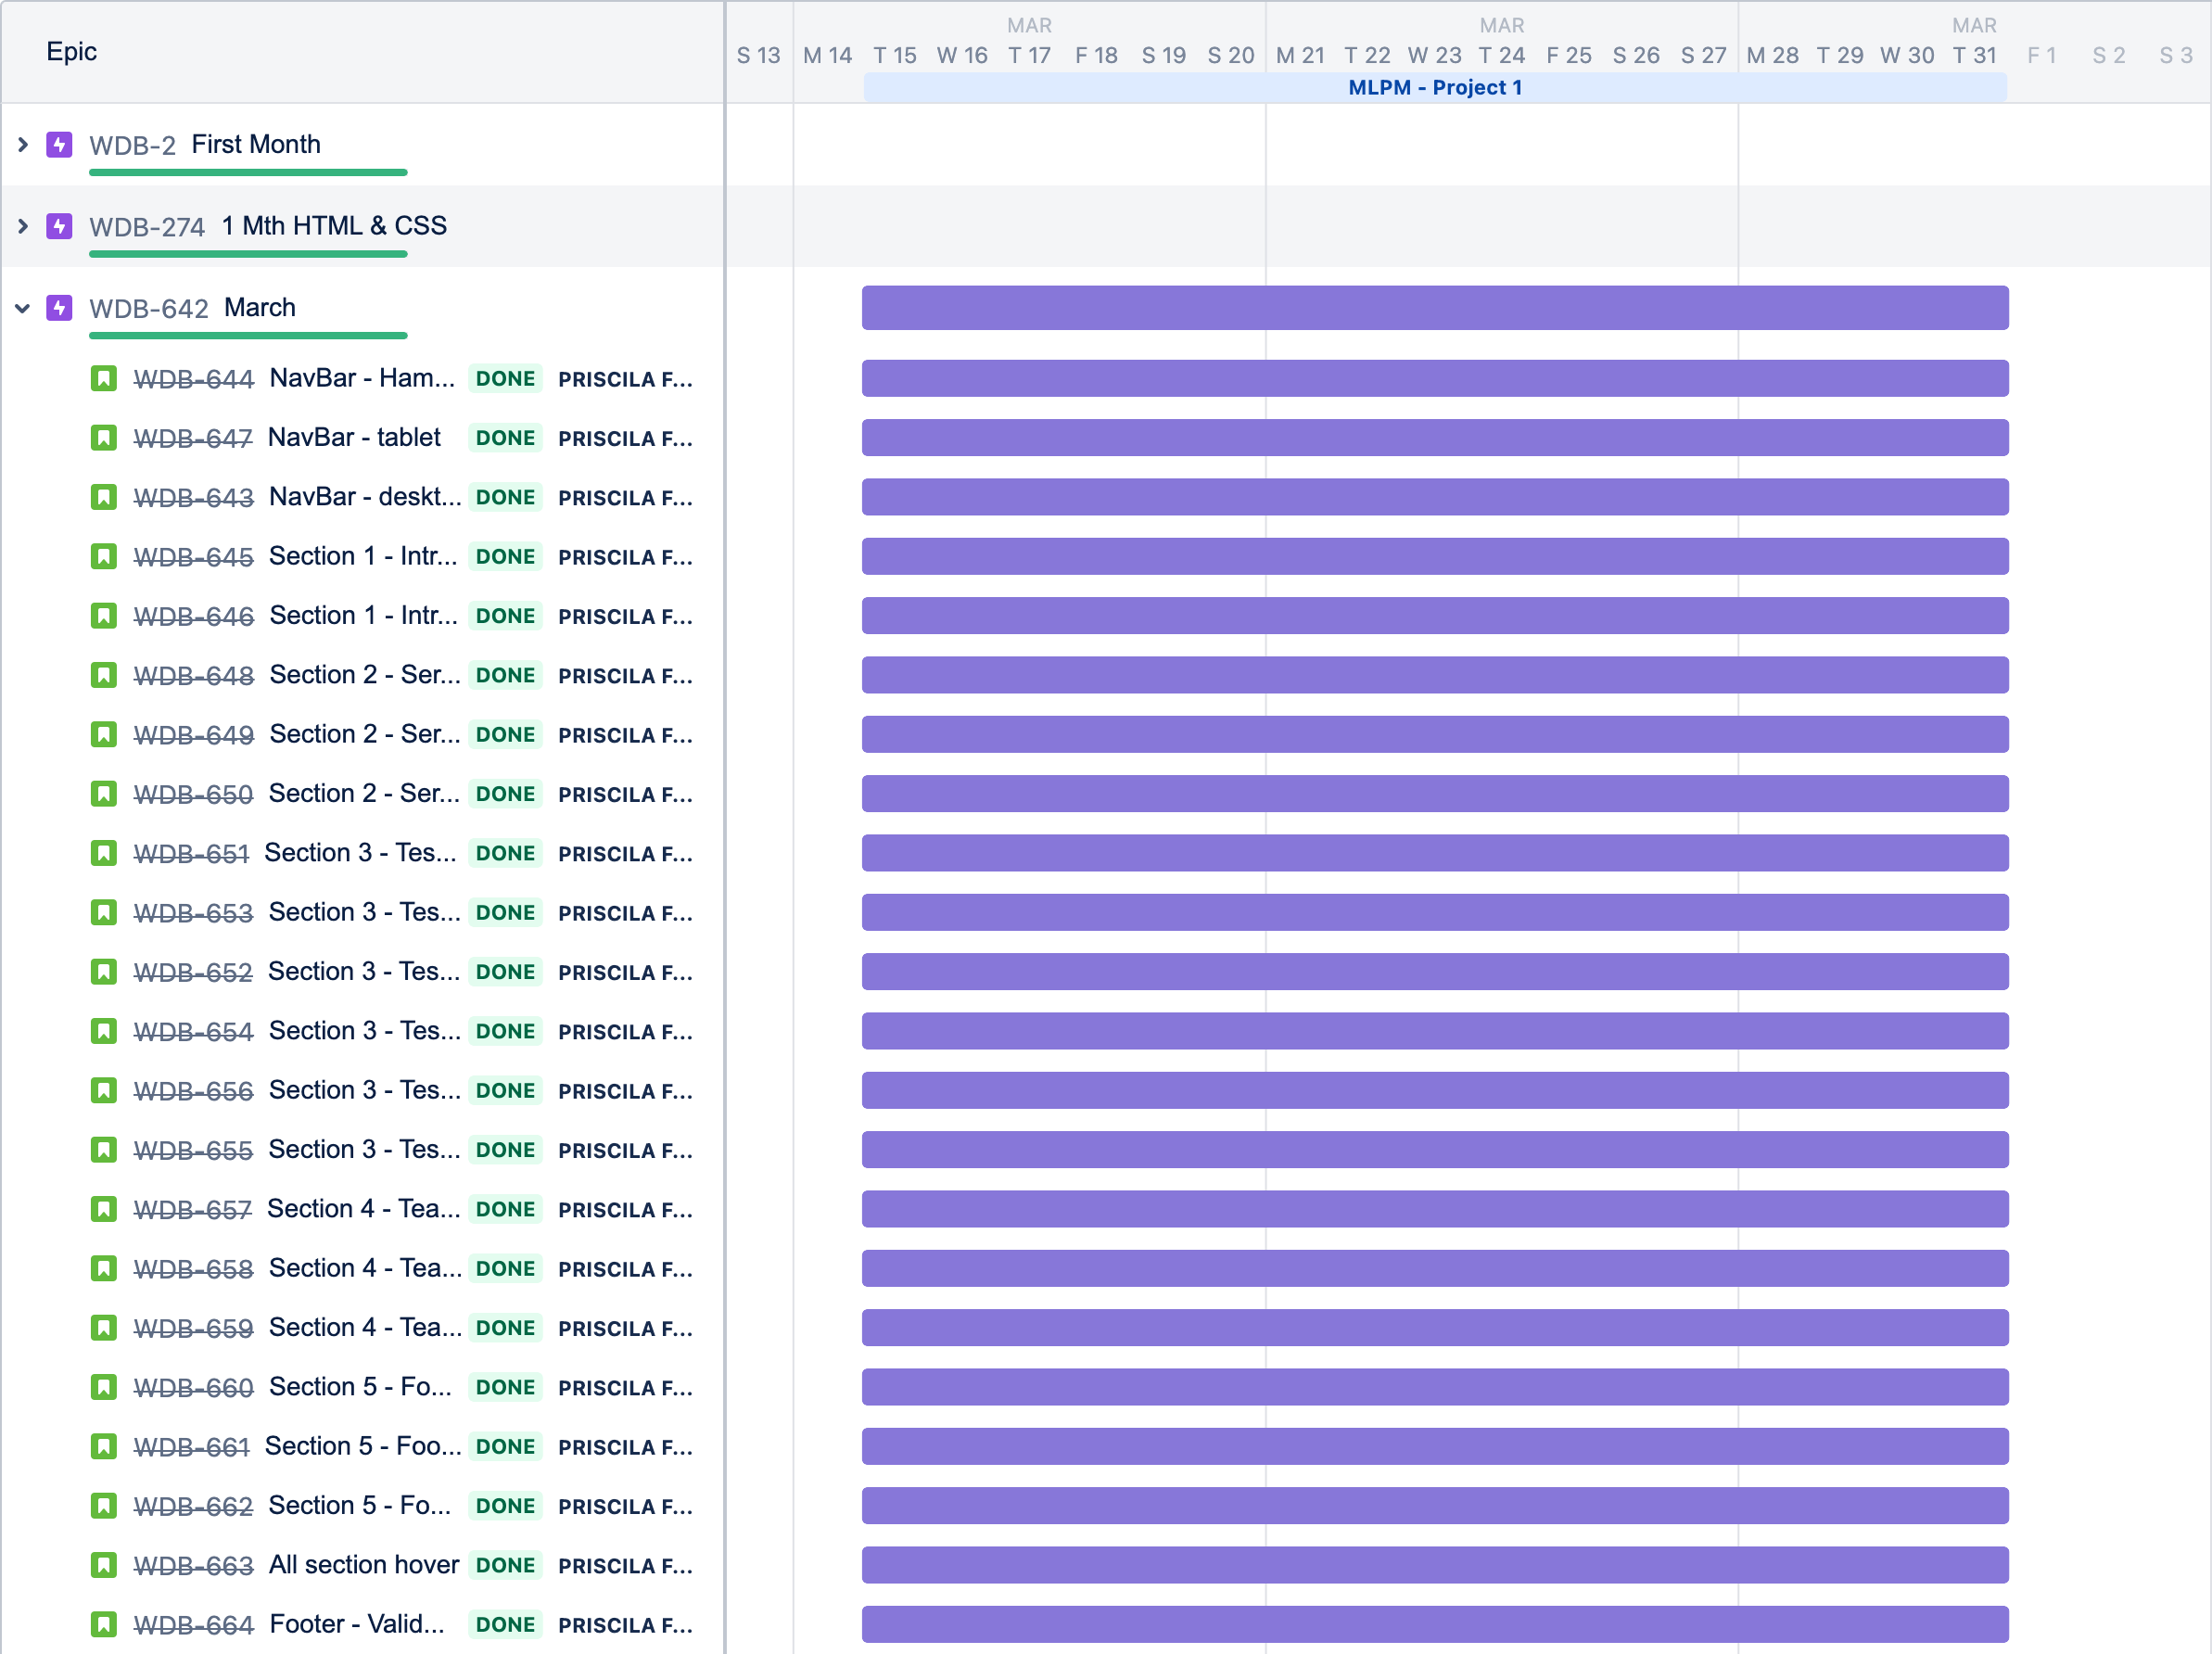 Epic
MAR MAR MAR
S 13 M 14 T 15 W 16 T 17 F 18 S 19 S 20 M 21 T 22 W 23 T 24 F 25 S 26 S 27 M 28 T 29 W 30 T 31 F 1 S 2 S 3
MLPM - Project 1
WDB-2 First Month
WDB-274 1 Mth HTML & CSS
WDB-642 March
WDB-644 NavBar - Ham... DONE PRISCILA F...
WDB-647 NavBar - tablet DONE PRISCILA F...
WDB-643 NavBar - deskt... DONE PRISCILA F...
WDB-645 Section 1 - Intr... DONE PRISCILA F...
WDB-646 Section 1 - Intr... DONE PRISCILA F...
WDB-648 Section 2 - Ser... DONE PRISCILA F...
WDB-649 Section 2 - Ser... DONE PRISCILA F...
WDB-650 Section 2 - Ser... DONE PRISCILA F...
WDB-651 Section 3 - Tes... DONE PRISCILA F...
WDB-653 Section 3 - Tes... DONE PRISCILA F...
WDB-652 Section 3 - Tes... DONE PRISCILA F...
WDB-654 Section 3 - Tes... DONE PRISCILA F...
WDB-656 Section 3 - Tes... DONE PRISCILA F...
WDB-655 Section 3 - Tes... DONE PRISCILA F...
WDB-657 Section 4 - Tea... DONE PRISCILA F...
WDB-658 Section 4 - Tea... DONE PRISCILA F...
WDB-659 Section 4 - Tea... DONE PRISCILA F...
WDB-660 Section 5 - Fo... DONE PRISCILA F...
WDB-661 Section 5 - Foo... DONE PRISCILA F...
WDB-662 Section 5 - Fo... DONE PRISCILA F...
WDB-663 All section hover DONE PRISCILA F...
WDB-664 Footer - Valid... DONE PRISCILA F...